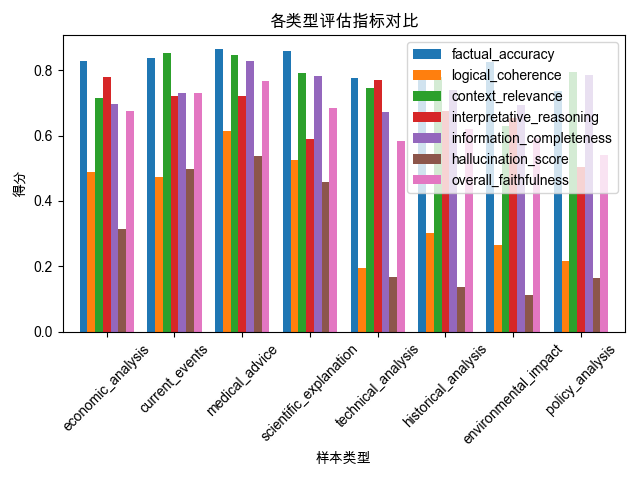 各类型评估指标对比
factual_accuracy
logical_coherence
context_relevance
interpretative_reasoning
information_completeness
hallucination_score
overall_faithfulness
得分
0.8
0.6
0.4
0.2
0.0
economic_analysis
current_events
medical_advice
scientific_explanation
technical_analysis
historical_analysis
environmental_impact
policy_analysis
样本类型